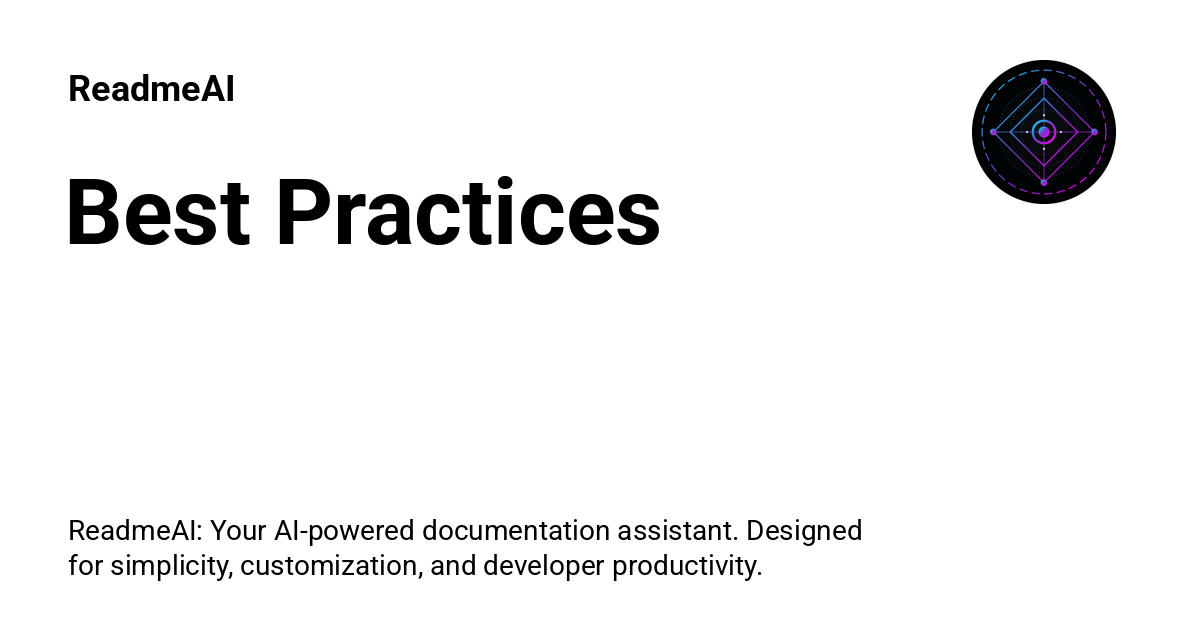 ReadmeAI
Best Practices
ReadmeAI: Your AI-powered documentation assistant. Designed
for simplicity, customization, and developer productivity.